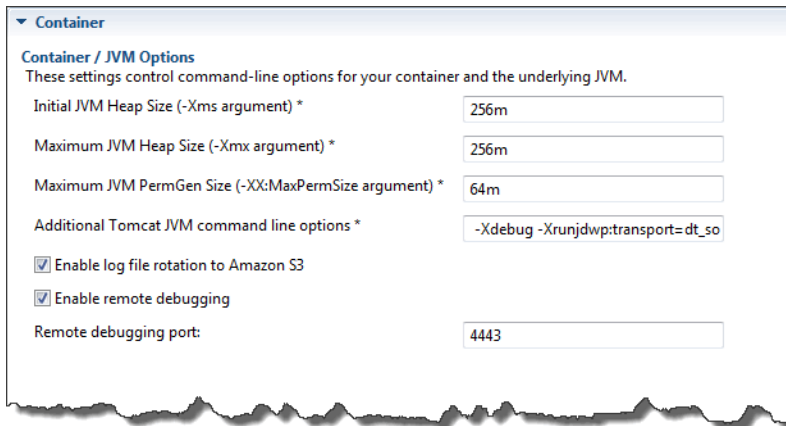 Container
Container / JVM Options
These settings control command-line options for your container and the underlying JVM.
Initial JVM Heap Size (-Xms argument) * 256m
Maximum JVM Heap Size (-Xmx argument) * 256m
Maximum JVM PermGen Size (-XX:MaxPermSize argument) * 64m
Additional Tomcat JVM command line options * -Xdebug -Xrunjdwp:transport=dt_so
Enable log file rotation to Amazon S3
Enable remote debugging
Remote debugging port: 4443